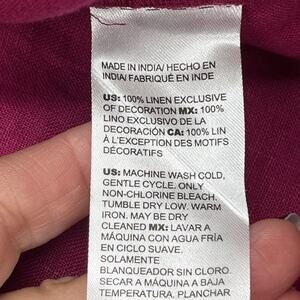 MADE IN INDIA/ HECHO EN
INDIA/ FABRIQUÉ EN INDE
US: 100% LINEN EXCLUSIVE
OF DECORATION MX: 100%
LINO EXCLUSIVO DE LA
DECORACIÓN CA: 100% LIN
À L'EXCEPTION DES MOTIFS
DÉCORATIFS
US: MACHINE WASH COLD,
GENTLE CYCLE. ONLY
NON-CHLORINE BLEACH,
TUMBLE DRY LOW. WARM
IRON. MAY BE DRY
CLEANED MX: LAVAR A
MÁQUINA CON AGUA FRÍA
EN CICLO SUAVE.
SOLAMENTE
BLANQUEADOR SIN CLORO.
SECAR A MÁQUINA A BAJA
TEMPERATURA. PLANCHAR